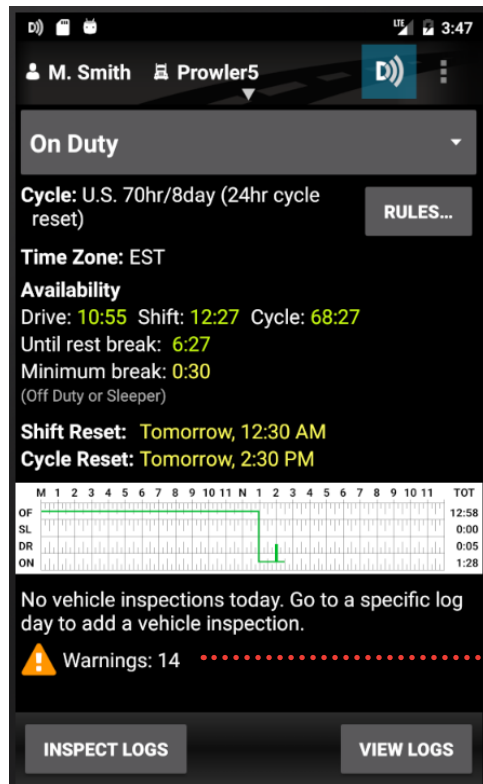 D)) LTE 3:47
M. Smith Prowler5 D))
On Duty
Cycle: U.S. 70hr/8day (24hr cycle
reset)
RULES...
Time Zone: EST
Availability
Drive: 10:55 Shift: 12:27 Cycle: 68:27
Until rest break: 6:27
Minimum break: 0:30
(Off Duty or Sleeper)
Shift Reset: Tomorrow, 12:30 AM
Cycle Reset: Tomorrow, 2:30 PM
M 1 2 3 4 5 6 7 8 9 10 11 N 1 2 3 4 5 6 7 8 9 10 11 TOT
OF 12:58
SL 0:00
DR 0:05
ON 1:28
No vehicle inspections today. Go to a specific log
day to add a vehicle inspection.
Warnings: 14
INSPECT LOGS VIEW LOGS